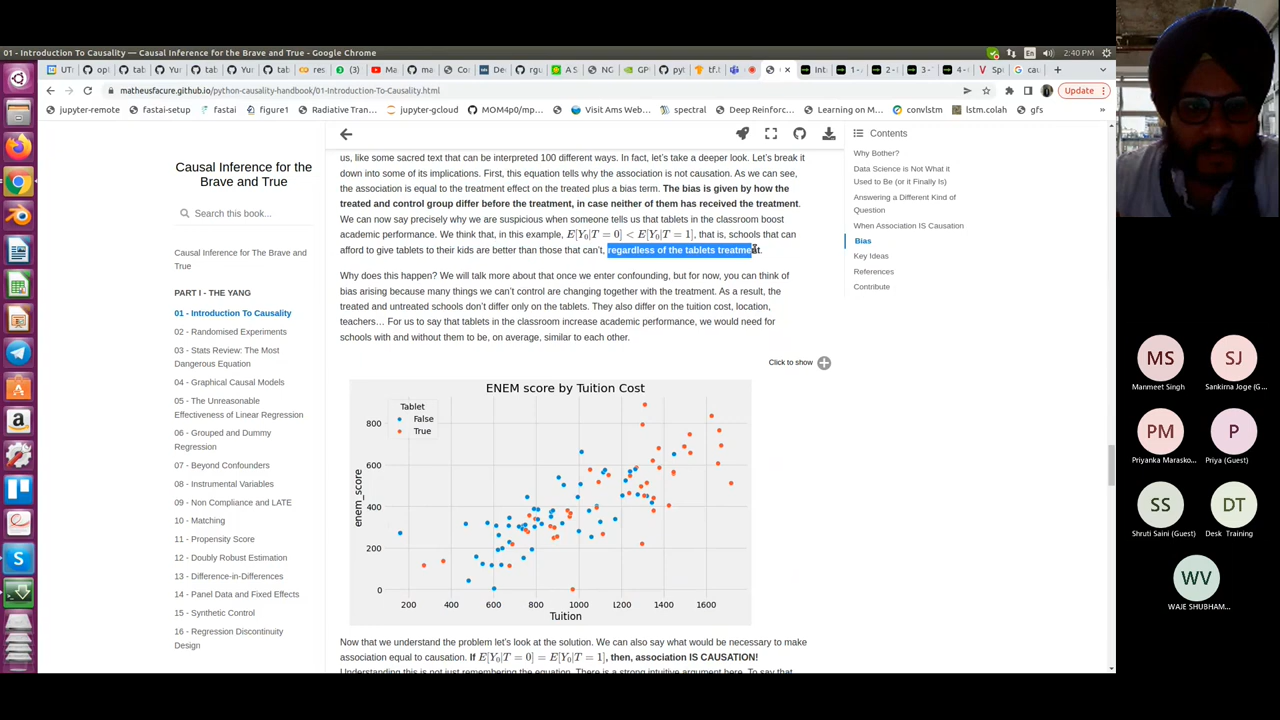 01 - Introduction To Causality — Causal Inference for the Brave and True - Google Chrome
En
2:40 PM
matheusfacure.github.io/python-causality-handbook/01-Introduction-To-Causality.html
Update
jupyter-remote
fastai-setup
fastai
figure1
Radiative Tran...
jupyter-gcloud
MOM4p0/mp...
Visit Ams Web...
spectral
Deep Reinforc...
Learning on M...
convlstm
lstm.colah
gfs
Causal Inference for the
Brave and True
Search this book...
Causal Inference for The Brave and
True
PART I - THE YANG
01 - Introduction To Causality
02 - Randomised Experiments
03 - Stats Review: The Most
Dangerous Equation
04 - Graphical Causal Models
05 - The Unreasonable
Effectiveness of Linear Regression
06 - Grouped and Dummy
Regression
07 - Beyond Confounders
08 - Instrumental Variables
09 - Non Compliance and LATE
10 - Matching
11 - Propensity Score
12 - Doubly Robust Estimation
13 - Difference-in-Differences
14 - Panel Data and Fixed Effects
15 - Synthetic Control
16 - Regression Discontinuity
Design
us, like some sacred text that can be interpreted 100 different ways. In fact, let's take a deeper look. Let's break it
down into some of its implications. First, this equation tells why the association is not causation. As we can see,
the association is equal to the treatment effect on the treated plus a bias term. The bias is given by how the
treated and control group differ before the treatment, in case neither of them has received the treatment.
We can now say precisely why we are suspicious when someone tells us that tablets in the classroom boost
academic performance. We think that, in this example, E[Y₀|T = 0] < E[Y₀|T = 1], that is, schools that can
afford to give tablets to their kids are better than those that can't, regardless of the tablets treatment.
Why does this happen? We will talk more about that once we enter confounding, but for now, you can think of
bias arising because many things we can't control are changing together with the treatment. As a result, the
treated and untreated schools don't differ only on the tablets. They also differ on the tuition cost, location,
teachers... For us to say that tablets in the classroom increase academic performance, we would need for
schools with and without them to be, on average, similar to each other.
Click to show
ENEM score by Tuition Cost
Tablet
False
True
enem_score
800
600
400
200
0
200
400
600
800
1000
1200
1400
1600
Tuition
Now that we understand the problem let's look at the solution. We can also say what would be necessary to make
association equal to causation. If E[Y₀|T = 0] = E[Y₀|T = 1], then, association IS CAUSATION!
Understanding this is not just remembering the equation. There is a strong intuitive argument here. To say that
Contents
Why Bother?
Data Science is Not What it
Used to Be (or it Finally Is)
Answering a Different Kind of
Question
When Association IS Causation
Bias
Key Ideas
References
Contribute
MS
Manmeet Singh
SJ
Sankirna Joge (G...
PM
Priyanka Marasko...
P
Priya (Guest)
SS
Shruti Saini (Guest)
DT
Desk Training
WV
WAJE SHUBHAM...